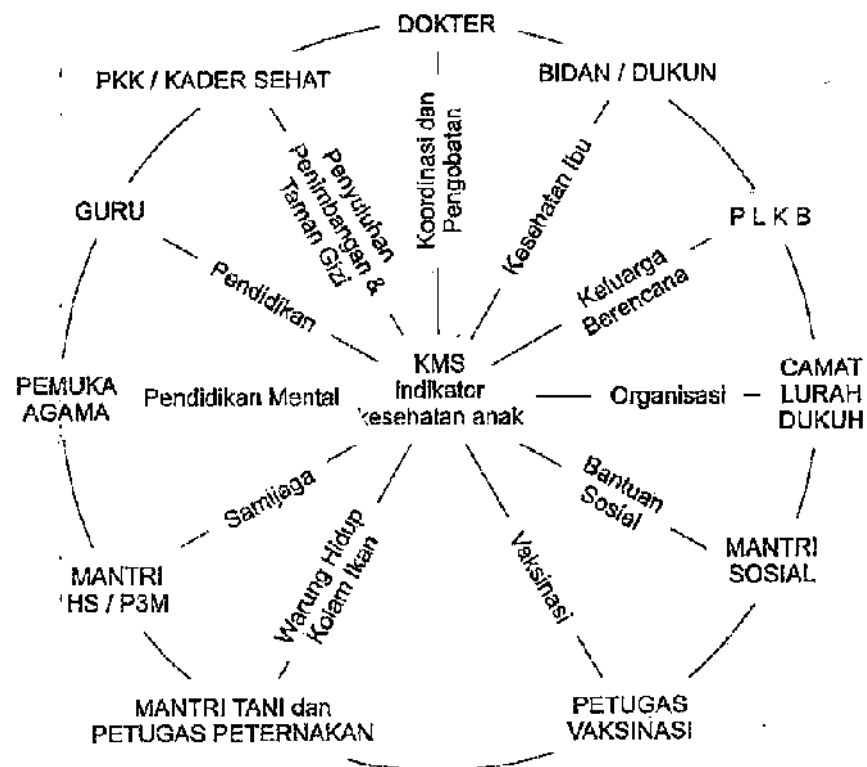 DOKTER
PKK / KADER SEHAT
BIDAN / DUKUN
Penyuluhan
Penimbangan &
Taman Gizi
Koordinasi dan
Pengobatan
Kesehatan Ibu
GURU
P L K B
Pendidikan
Keluarga
Berencana
KMS
indikator
kesehatan anak
PEMUKA
AGAMA
Pendidikan Mental
Organisasi
CAMAT
LURAH
DUKUH
Samijaga
Bantuan
Sosial
MANTRI
HS / P3M
Warung Hidup
Kolam Ikan
Vaksinasi
MANTRI
SOSIAL
MANTRI TANI dan
PETUGAS PETERNAKAN
PETUGAS
VAKSINASI